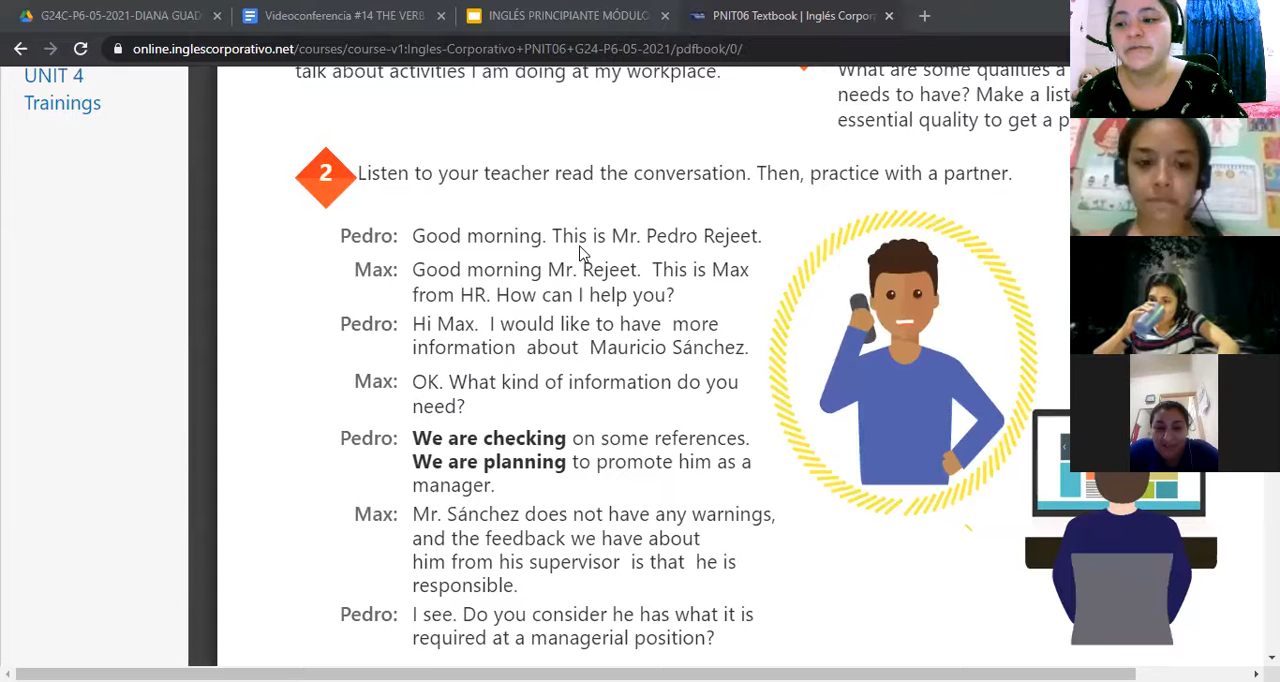 G24C-P6-05-2021-DIANA GUAD
Videoconferencia #14 THE VERB
INGLÉS PRINCIPIANTE MÓDULO
PNIT06 Textbook | Inglés Corpor
online.inglescorporativo.net/courses/course-v1:Ingles-Corporativo+PNIT06+G24-P6-05-2021/pdfbook/0/
UNIT 4
Trainings
talk about activities I am doing at my workplace.
What are some qualities a
needs to have? Make a list
essential quality to get a p
2
Listen to your teacher read the conversation. Then, practice with a partner.
Pedro: Good morning. This is Mr. Pedro Rejeet.
Max: Good morning Mr. Rejeet. This is Max
from HR. How can I help you?
Pedro: Hi Max. I would like to have more
information about Mauricio Sánchez.
Max: OK. What kind of information do you
need?
Pedro: We are checking on some references.
We are planning to promote him as a
manager.
Max: Mr. Sánchez does not have any warnings,
and the feedback we have about
him from his supervisor is that he is
responsible.
Pedro: I see. Do you consider he has what it is
required at a managerial position?